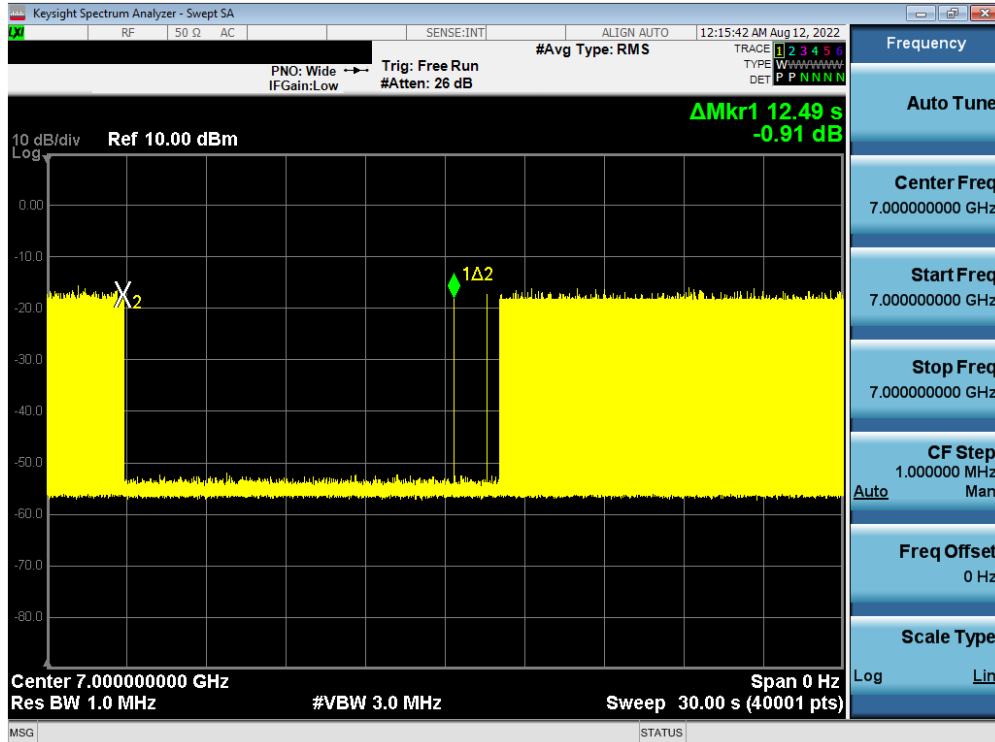 Keysight Spectrum Analyzer - Swept SA
LXI RF 50 Ω AC SENSE:INT ALIGN AUTO 12:15:42 AM Aug 12, 2022
#Avg Type: RMS TRACE 1 2 3 4 5 6
PNO: Wide Trig: Free Run TYPE WWWWWWW
IFGain:Low #Atten: 26 dB DET P P N N N N
ΔMkr1 12.49 s
-0.91 dB
10 dB/div Ref 10.00 dBm
Log
0.00
-10.0
-20.0
-30.0
-40.0
-50.0
-60.0
-70.0
-80.0
1Δ2
X2
Center 7.000000000 GHz Span 0 Hz
Res BW 1.0 MHz #VBW 3.0 MHz Sweep 30.00 s (40001 pts)
MSG STATUS
Frequency
Auto Tune
Center Freq
7.000000000 GHz
Start Freq
7.000000000 GHz
Stop Freq
7.000000000 GHz
CF Step
1.000000 MHz
Auto Man
Freq Offset
0 Hz
Scale Type
Log Lin